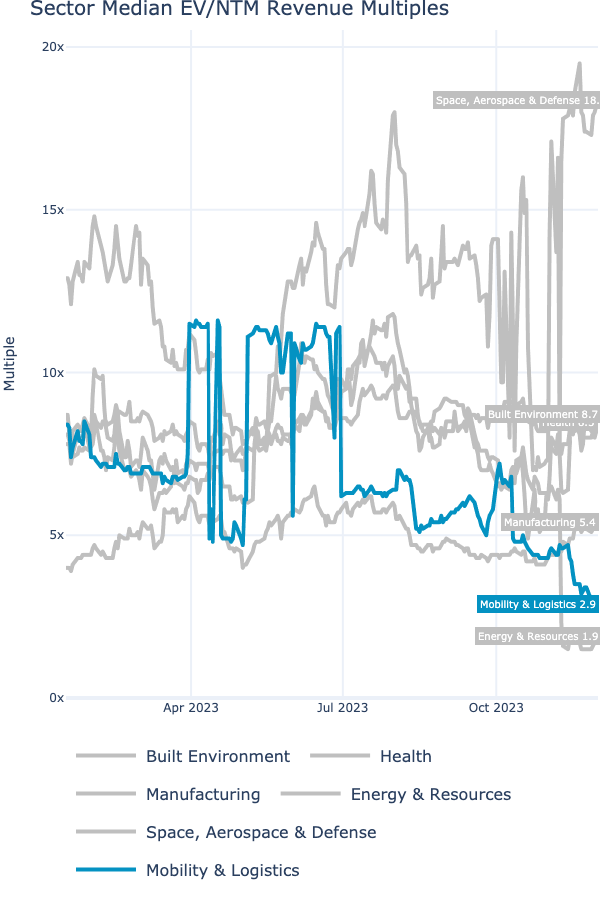 Sector Median EV/NTM Revenue Multiples
20x
Space, Aerospace & Defense 18.
15x
Multiple
10x
Built Environment 8.7
Health
5x
Manufacturing 5.4
Mobility & Logistics 2.9
Energy & Resources 1.9
0x
Apr 2023 Jul 2023 Oct 2023
Built Environment Health
Manufacturing Energy & Resources
Space, Aerospace & Defense
Mobility & Logistics